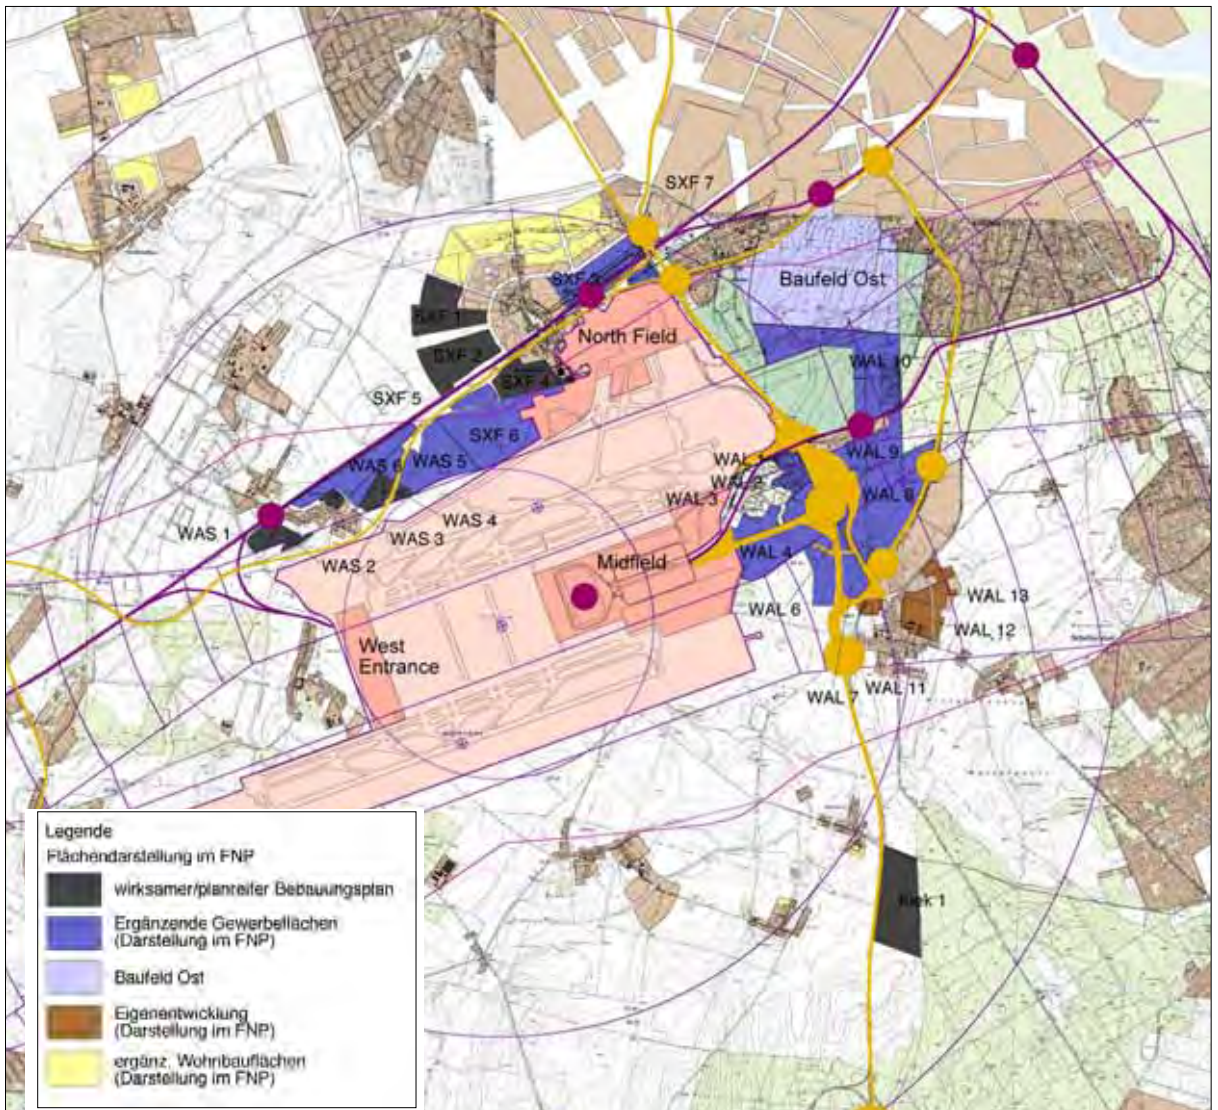 SXF 7
Baufeld Ost
SXF 3
SXF 1
North Field
SXF 2
WAL 10
SXF 4
SXF 5
SXF 6
WAS 5
WAL 9
WAS 6
WAL 1
WAL 2
WAL 8
WAL 3
WAS 4
WAS 1
WAS 3
WAL 4
WAS 2
Midfield
WAL 13
WAL 6
WAL 12
West
Entrance
WAL 11
WAL 7
Kiek 1
Legende
Flächendarstellung im FNP
wirksamer/planreifer Bebauungsplan
Ergänzende Gewerbeflächen
(Darstellung im FNP)
Baufeld Ost
Eigenentwicklung
(Darstellung im FNP)
ergänz. Wohnbauflächen
(Darstellung im FNP)